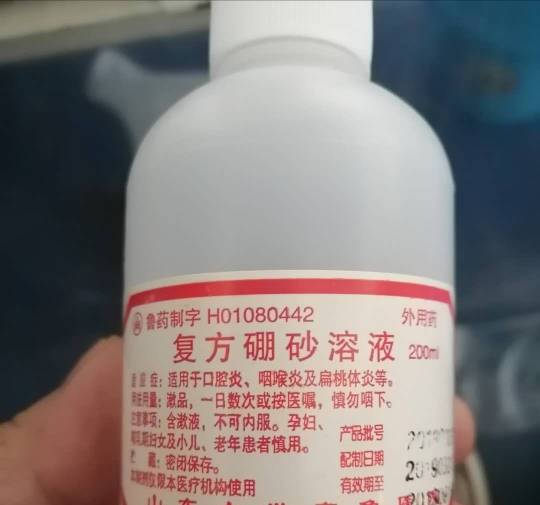 鲁药制字 H01080442
外用药
复方硼砂溶液 200ml
适应症：适用于口腔炎、咽喉炎及扁桃体炎等。
用法用量：漱品，一日数次或按医嘱，慎勿咽下。
注意事项：含漱液，不可内服。孕妇、
哺乳期妇女及小儿、老年患者慎用。
贮 藏：密闭保存。
本制剂仅限本医疗机构使用
产品批号
配制日期
有效期至